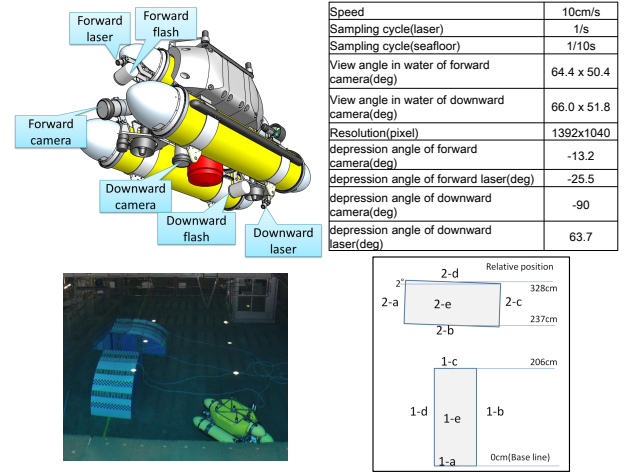 Forward
laser
Forward
flash
Forward
camera
Downward
camera
Downward
flash
Downward
laser
Speed 10cm/s
Sampling cycle(laser) 1/s
Sampling cycle(seafloor) 1/10s
View angle in water of forward
camera(deg) 64.4 x 50.4
View angle in water of downward
camera(deg) 66.0 x 51.8
Resolution(pixel) 1392x1040
depression angle of forward
camera(deg) -13.2
depression angle of forward laser(deg) -25.5
depression angle of downward
camera(deg) -90
depression angle of downward
laser(deg) 63.7
Relative position
2-d
2° 328cm
2-a 2-e 2-c
237cm
2-b
1-c 206cm
1-d 1-e 1-b
1-a 0cm(Base line)